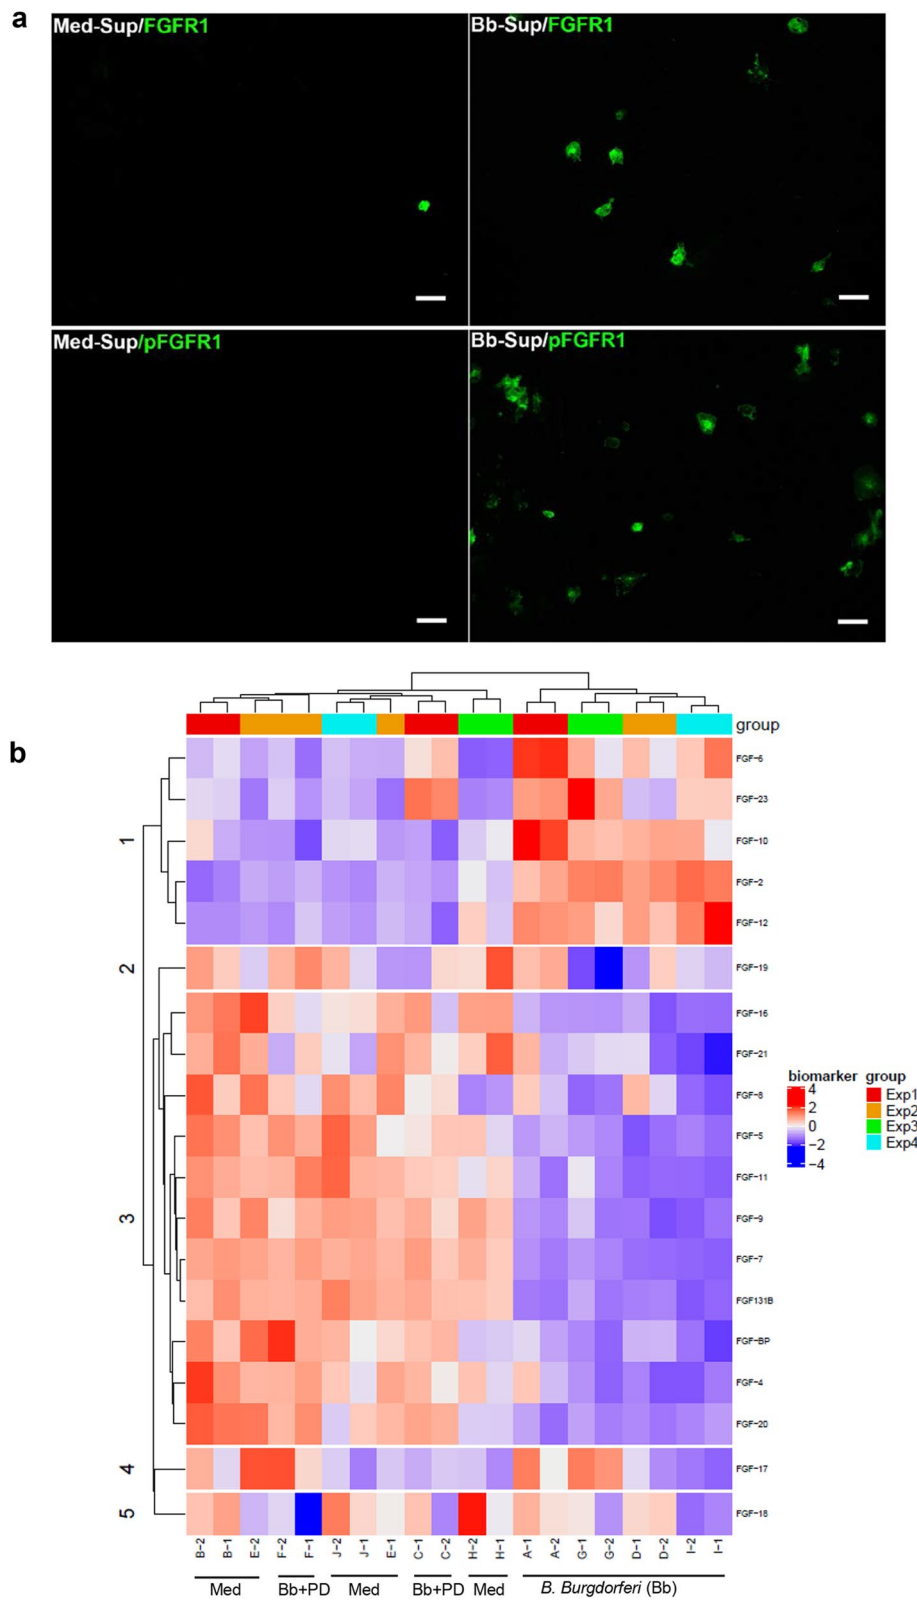 a
Med-Sup/FGFR1
Bb-Sup/FGFR1
Med-Sup/pFGFR1
Bb-Sup/pFGFR1
b
group
FGF-6
FGF-23
1
FGF-10
FGF-2
FGF-12
2
FGF-19
FGF-16
FGF-21
FGF-8
FGF-5
FGF-11
3
FGF-9
FGF-7
FGF131B
FGF-BP
FGF-4
FGF-20
4
FGF-17
5
FGF-18
biomarker
4
2
0
-2
-4
group
Exp1
Exp2
Exp3
Exp4
B-2 B-1 E-2 F-2 F-1 J-2 J-1 E-1 C-1 C-2 H-2 H-1 A-1 A-2 G-1 G-2 D-1 D-2 I-2 I-1
Med Bb+PD Med Bb+PD Med B. Burgdorferi (Bb)